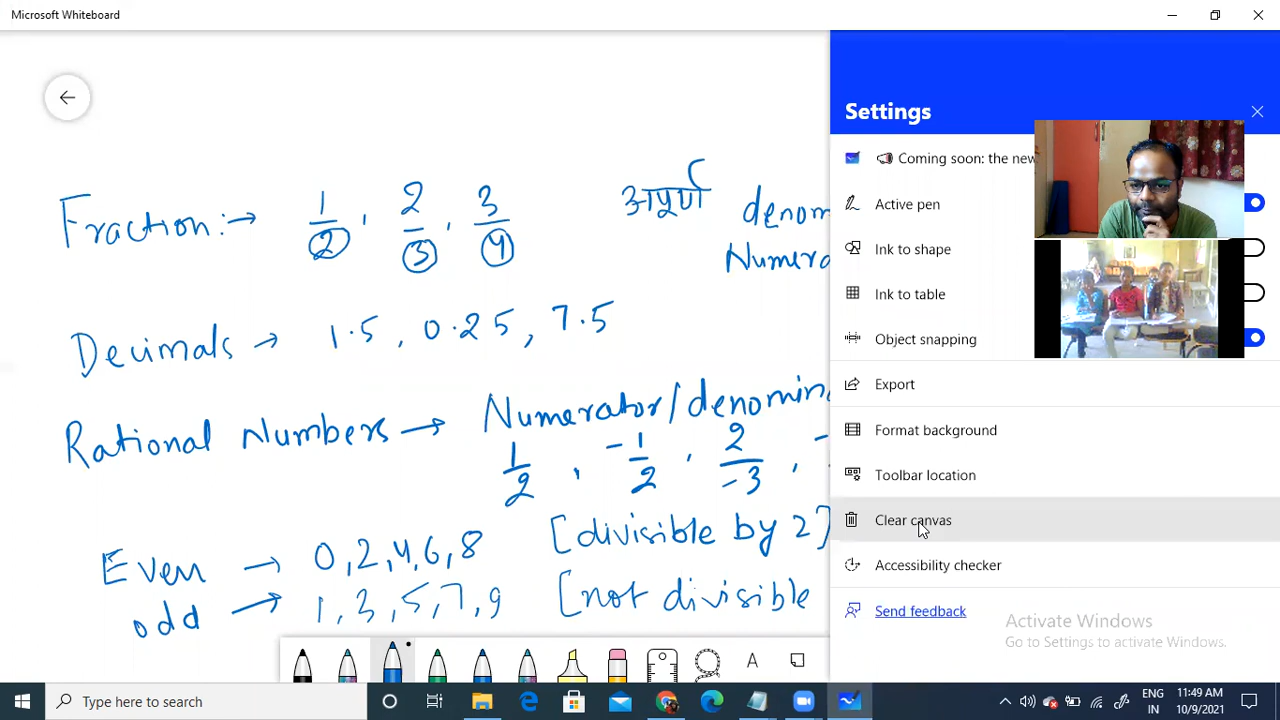 Microsoft Whiteboard
Settings
Coming soon: the new
Active pen
Ink to shape
Ink to table
Object snapping
Export
Format background
Toolbar location
Clear canvas
Accessibility checker
Send feedback
Fraction:→ 1/2, 2/3, 3/4 अपूर्ण denom
Numera
Decimals → 1.5, 0.25, 7.5
Rational Numbers → Numerator/denomin
1/2, -1/2, 2/-3, -
Even → 0,2,4,6,8 [divisible by 2]
odd → 1,3,5,7,9 [not divisible
Activate Windows
Go to Settings to activate Windows.
Type here to search
ENG
IN
11:49 AM
10/9/2021